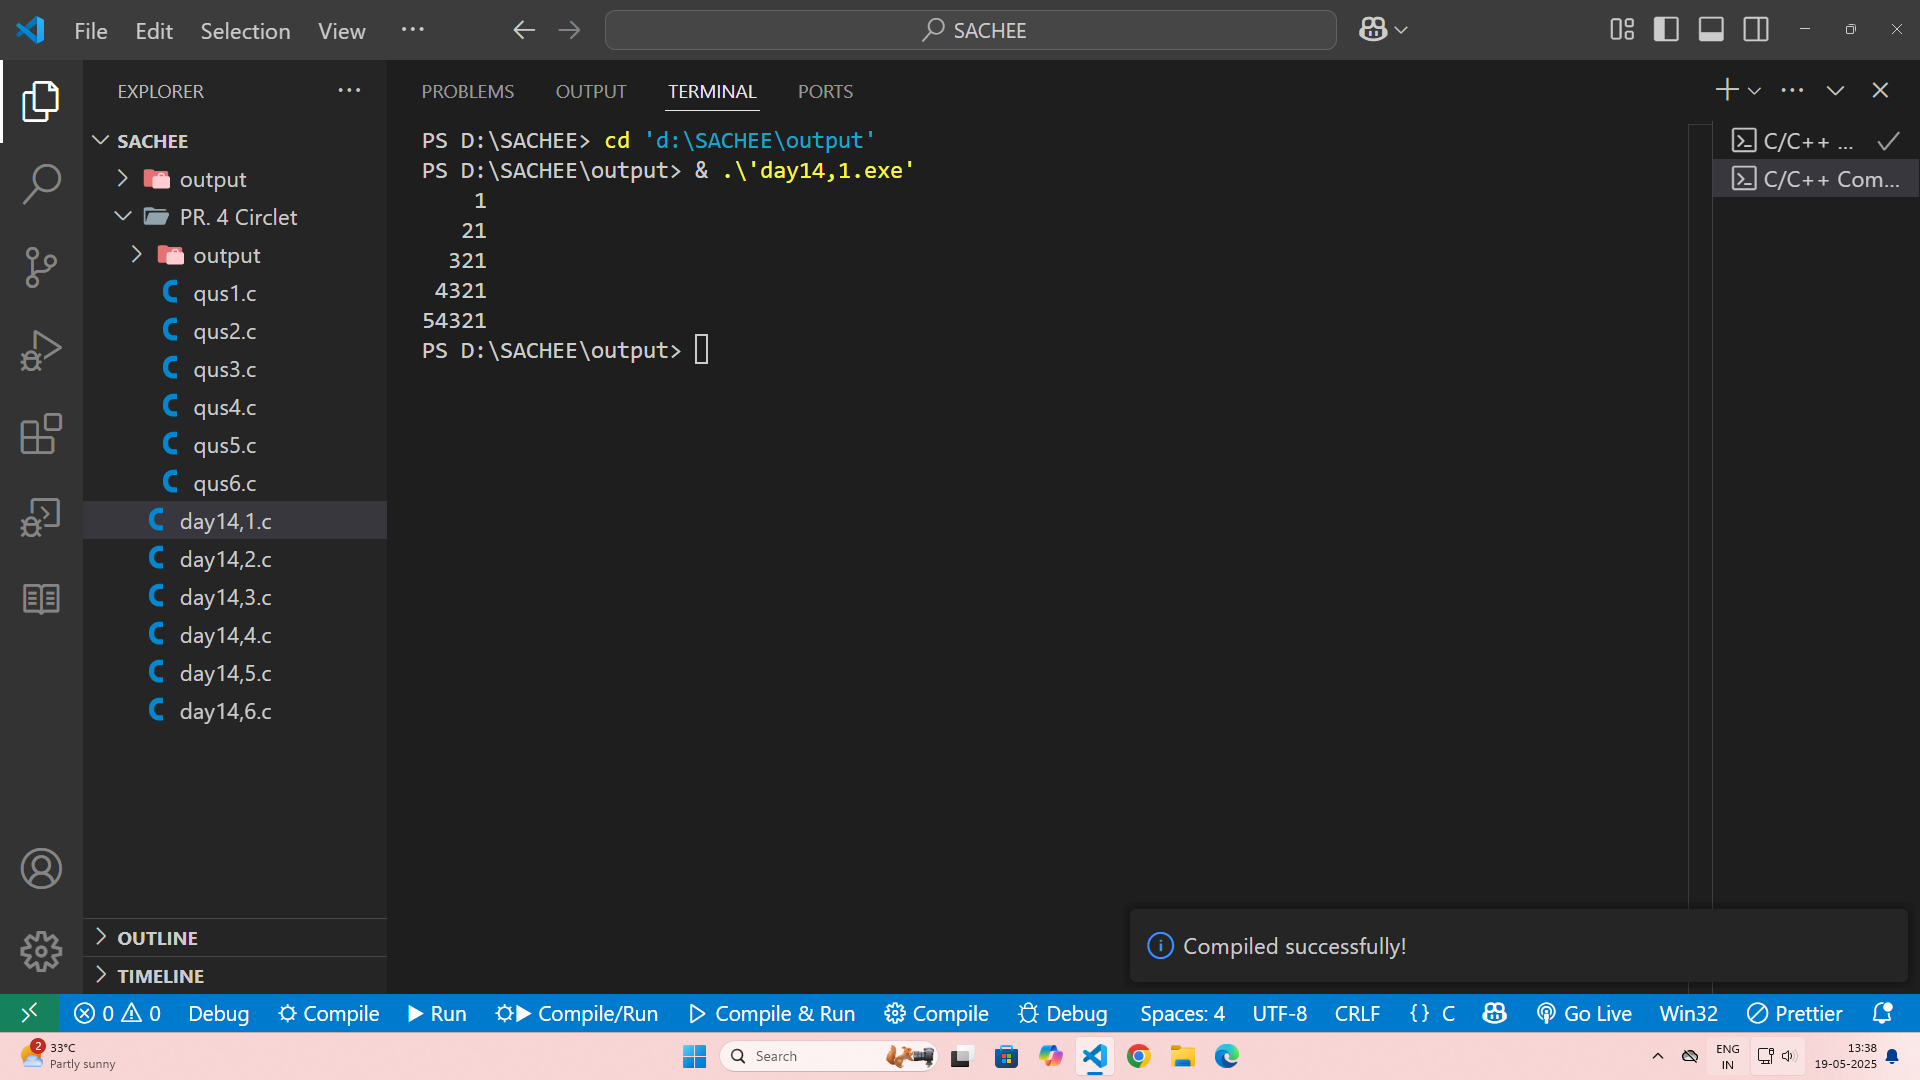 File Edit Selection View ··· SACHEE
EXPLORER ···
SACHEE
output
PR. 4 Circlet
output
qus1.c
qus2.c
qus3.c
qus4.c
qus5.c
qus6.c
day14,1.c
day14,2.c
day14,3.c
day14,4.c
day14,5.c
day14,6.c
OUTLINE
TIMELINE
PROBLEMS OUTPUT TERMINAL PORTS
PS D:\SACHEE> cd 'd:\SACHEE\output'
PS D:\SACHEE\output> & .\'day14,1.exe'
    1
   21
  321
 4321
54321
PS D:\SACHEE\output>
C/C++ ...
C/C++ Com...
Compiled successfully!
0 0 Debug Compile Run Compile/Run Compile & Run Compile Debug Spaces: 4 UTF-8 CRLF {} C Go Live Win32 Prettier
2
33°C
Partly sunny
Search
ENG
IN
13:38
19-05-2025